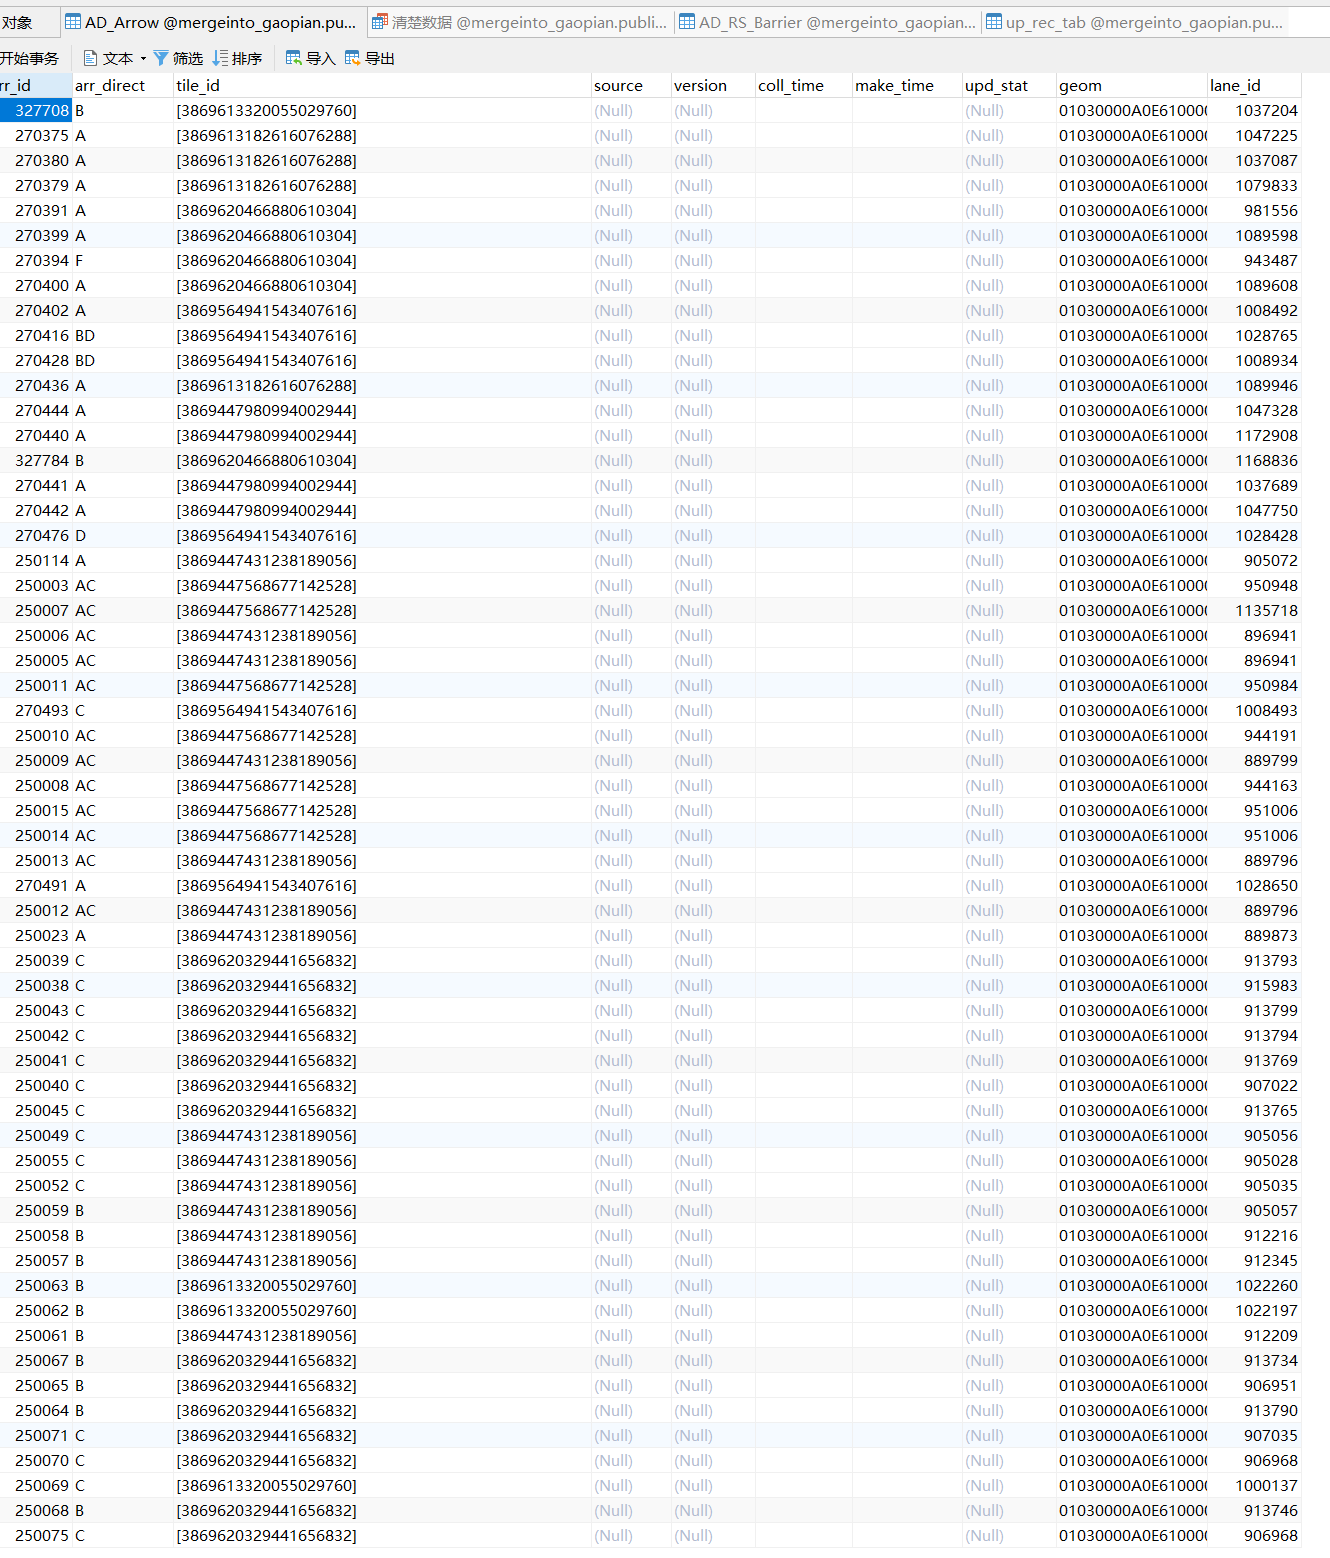 对象 AD_Arrow @mergeinto_gaopian.pu... 清楚数据 @mergeinto_gaopian.publi... AD_RS_Barrier @mergeinto_gaopian... up_rec_tab @mergeinto_gaopian.pu...
开始事务 文本 筛选 排序 导入 导出
rr_id arr_direct tile_id source version coll_time make_time upd_stat geom lane_id
327708 B [3869613320055029760] (Null) (Null) (Null) 01030000A0E61000( 1037204
270375 A [3869613182616076288] (Null) (Null) (Null) 01030000A0E61000( 1047225
270380 A [3869613182616076288] (Null) (Null) (Null) 01030000A0E61000( 1037087
270379 A [3869613182616076288] (Null) (Null) (Null) 01030000A0E61000( 1079833
270391 A [3869620466880610304] (Null) (Null) (Null) 01030000A0E61000( 981556
270399 A [3869620466880610304] (Null) (Null) (Null) 01030000A0E61000( 1089598
270394 F [3869620466880610304] (Null) (Null) (Null) 01030000A0E61000( 943487
270400 A [3869620466880610304] (Null) (Null) (Null) 01030000A0E61000( 1089608
270402 A [3869564941543407616] (Null) (Null) (Null) 01030000A0E61000( 1008492
270416 BD [3869564941543407616] (Null) (Null) (Null) 01030000A0E61000( 1028765
270428 BD [3869564941543407616] (Null) (Null) (Null) 01030000A0E61000( 1008934
270436 A [3869613182616076288] (Null) (Null) (Null) 01030000A0E61000( 1089946
270444 A [3869447980994002944] (Null) (Null) (Null) 01030000A0E61000( 1047328
270440 A [3869447980994002944] (Null) (Null) (Null) 01030000A0E61000( 1172908
327784 B [3869620466880610304] (Null) (Null) (Null) 01030000A0E61000( 1168836
270441 A [3869447980994002944] (Null) (Null) (Null) 01030000A0E61000( 1037689
270442 A [3869447980994002944] (Null) (Null) (Null) 01030000A0E61000( 1047750
270476 D [3869564941543407616] (Null) (Null) (Null) 01030000A0E61000( 1028428
250114 A [3869447431238189056] (Null) (Null) (Null) 01030000A0E61000( 905072
250003 AC [3869447568677142528] (Null) (Null) (Null) 01030000A0E61000( 950948
250007 AC [3869447568677142528] (Null) (Null) (Null) 01030000A0E61000( 1135718
250006 AC [3869447431238189056] (Null) (Null) (Null) 01030000A0E61000( 896941
250005 AC [3869447431238189056] (Null) (Null) (Null) 01030000A0E61000( 896941
250011 AC [3869447568677142528] (Null) (Null) (Null) 01030000A0E61000( 950984
270493 C [3869564941543407616] (Null) (Null) (Null) 01030000A0E61000( 1008493
250010 AC [3869447568677142528] (Null) (Null) (Null) 01030000A0E61000( 944191
250009 AC [3869447431238189056] (Null) (Null) (Null) 01030000A0E61000( 889799
250008 AC [3869447568677142528] (Null) (Null) (Null) 01030000A0E61000( 944163
250015 AC [3869447568677142528] (Null) (Null) (Null) 01030000A0E61000( 951006
250014 AC [3869447568677142528] (Null) (Null) (Null) 01030000A0E61000( 951006
250013 AC [3869447431238189056] (Null) (Null) (Null) 01030000A0E61000( 889796
270491 A [3869564941543407616] (Null) (Null) (Null) 01030000A0E61000( 1028650
250012 AC [3869447431238189056] (Null) (Null) (Null) 01030000A0E61000( 889796
250023 A [3869447431238189056] (Null) (Null) (Null) 01030000A0E61000( 889873
250039 C [3869620329441656832] (Null) (Null) (Null) 01030000A0E61000( 913793
250038 C [3869620329441656832] (Null) (Null) (Null) 01030000A0E61000( 915983
250043 C [3869620329441656832] (Null) (Null) (Null) 01030000A0E61000( 913799
250042 C [3869620329441656832] (Null) (Null) (Null) 01030000A0E61000( 913794
250041 C [3869620329441656832] (Null) (Null) (Null) 01030000A0E61000( 913769
250040 C [3869620329441656832] (Null) (Null) (Null) 01030000A0E61000( 907022
250045 C [3869620329441656832] (Null) (Null) (Null) 01030000A0E61000( 913765
250049 C [3869447431238189056] (Null) (Null) (Null) 01030000A0E61000( 905056
250055 C [3869447431238189056] (Null) (Null) (Null) 01030000A0E61000( 905028
250052 C [3869447431238189056] (Null) (Null) (Null) 01030000A0E61000( 905035
250059 B [3869447431238189056] (Null) (Null) (Null) 01030000A0E61000( 905057
250058 B [3869447431238189056] (Null) (Null) (Null) 01030000A0E61000( 912216
250057 B [3869447431238189056] (Null) (Null) (Null) 01030000A0E61000( 912345
250063 B [3869613320055029760] (Null) (Null) (Null) 01030000A0E61000( 1022260
250062 B [3869613320055029760] (Null) (Null) (Null) 01030000A0E61000( 1022197
250061 B [3869447431238189056] (Null) (Null) (Null) 01030000A0E61000( 912209
250067 B [3869620329441656832] (Null) (Null) (Null) 01030000A0E61000( 913734
250065 B [3869620329441656832] (Null) (Null) (Null) 01030000A0E61000( 906951
250064 B [3869620329441656832] (Null) (Null) (Null) 01030000A0E61000( 913790
250071 C [3869620329441656832] (Null) (Null) (Null) 01030000A0E61000( 907035
250070 C [3869620329441656832] (Null) (Null) (Null) 01030000A0E61000( 906968
250069 C [3869613320055029760] (Null) (Null) (Null) 01030000A0E61000( 1000137
250068 B [3869620329441656832] (Null) (Null) (Null) 01030000A0E61000( 913746
250075 C [3869620329441656832] (Null) (Null) (Null) 01030000A0E61000( 906968